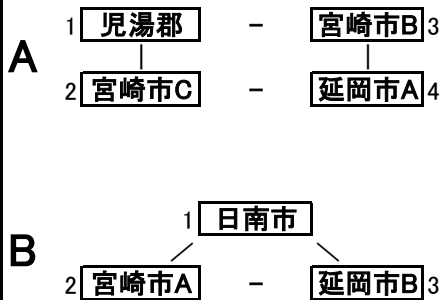 1 児湯郡 － 宮崎市B 3
A
2 宮崎市C － 延岡市A 4
1 日南市
B
2 宮崎市A － 延岡市B 3